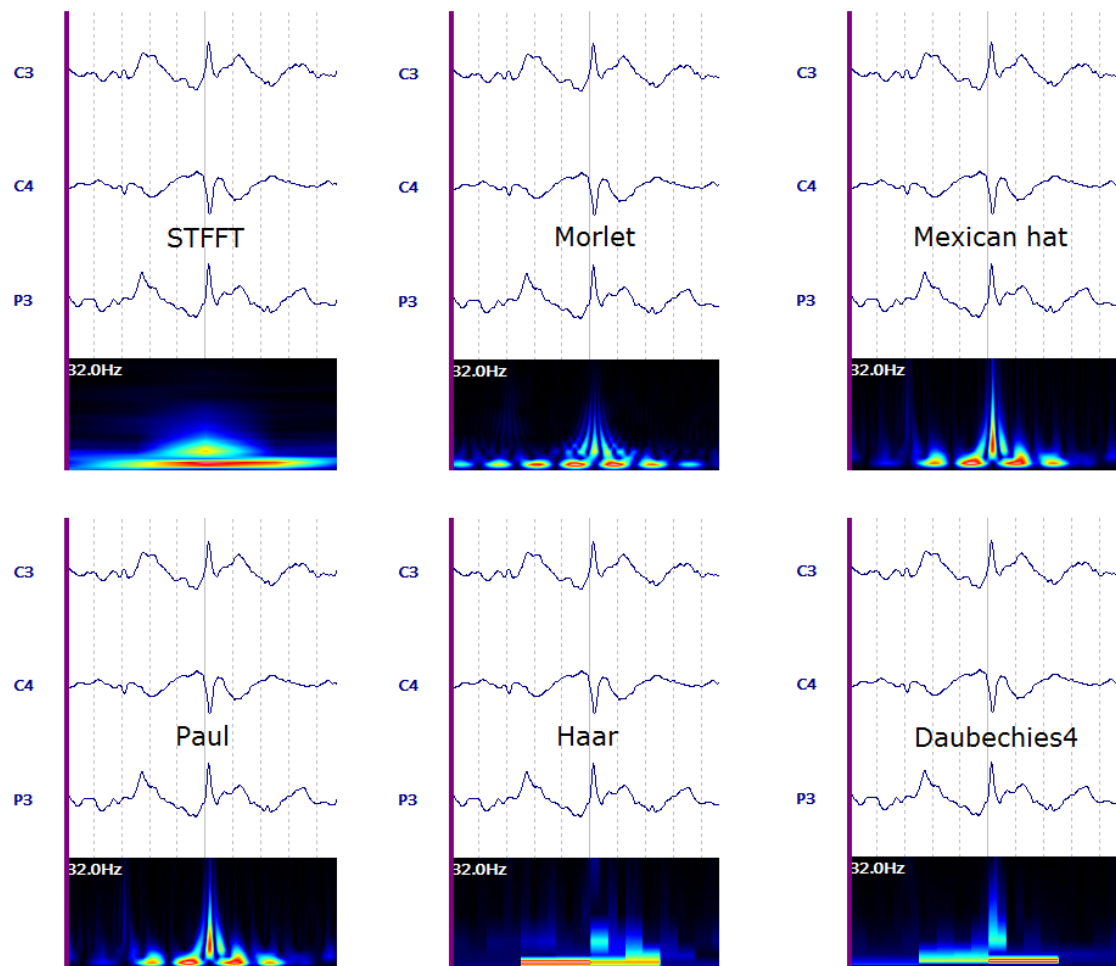 C3
C4
STFFT
P3
32.0Hz
C3
C4
Morlet
P3
32.0Hz
C3
C4
Mexican hat
P3
32.0Hz
C3
C4
Paul
P3
32.0Hz
C3
C4
Haar
P3
32.0Hz
C3
C4
Daubechies4
P3
32.0Hz